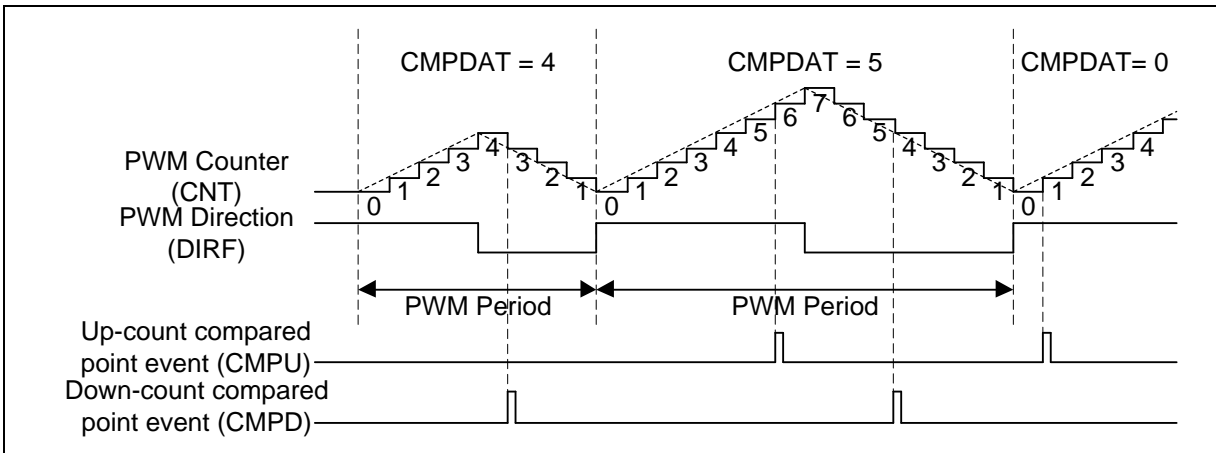 CMPDAT = 4
CMPDAT = 5
CMPDAT= 0
PWM Counter
(CNT)
0 1 2 3 4 3 2 1 0 1 2 3 4 5 6 7 6 5 4 3 2 1 0 1 2 3 4
PWM Direction
(DIRF)
PWM Period
PWM Period
Up-count compared
point event (CMPU)
Down-count compared
point event (CMPD)